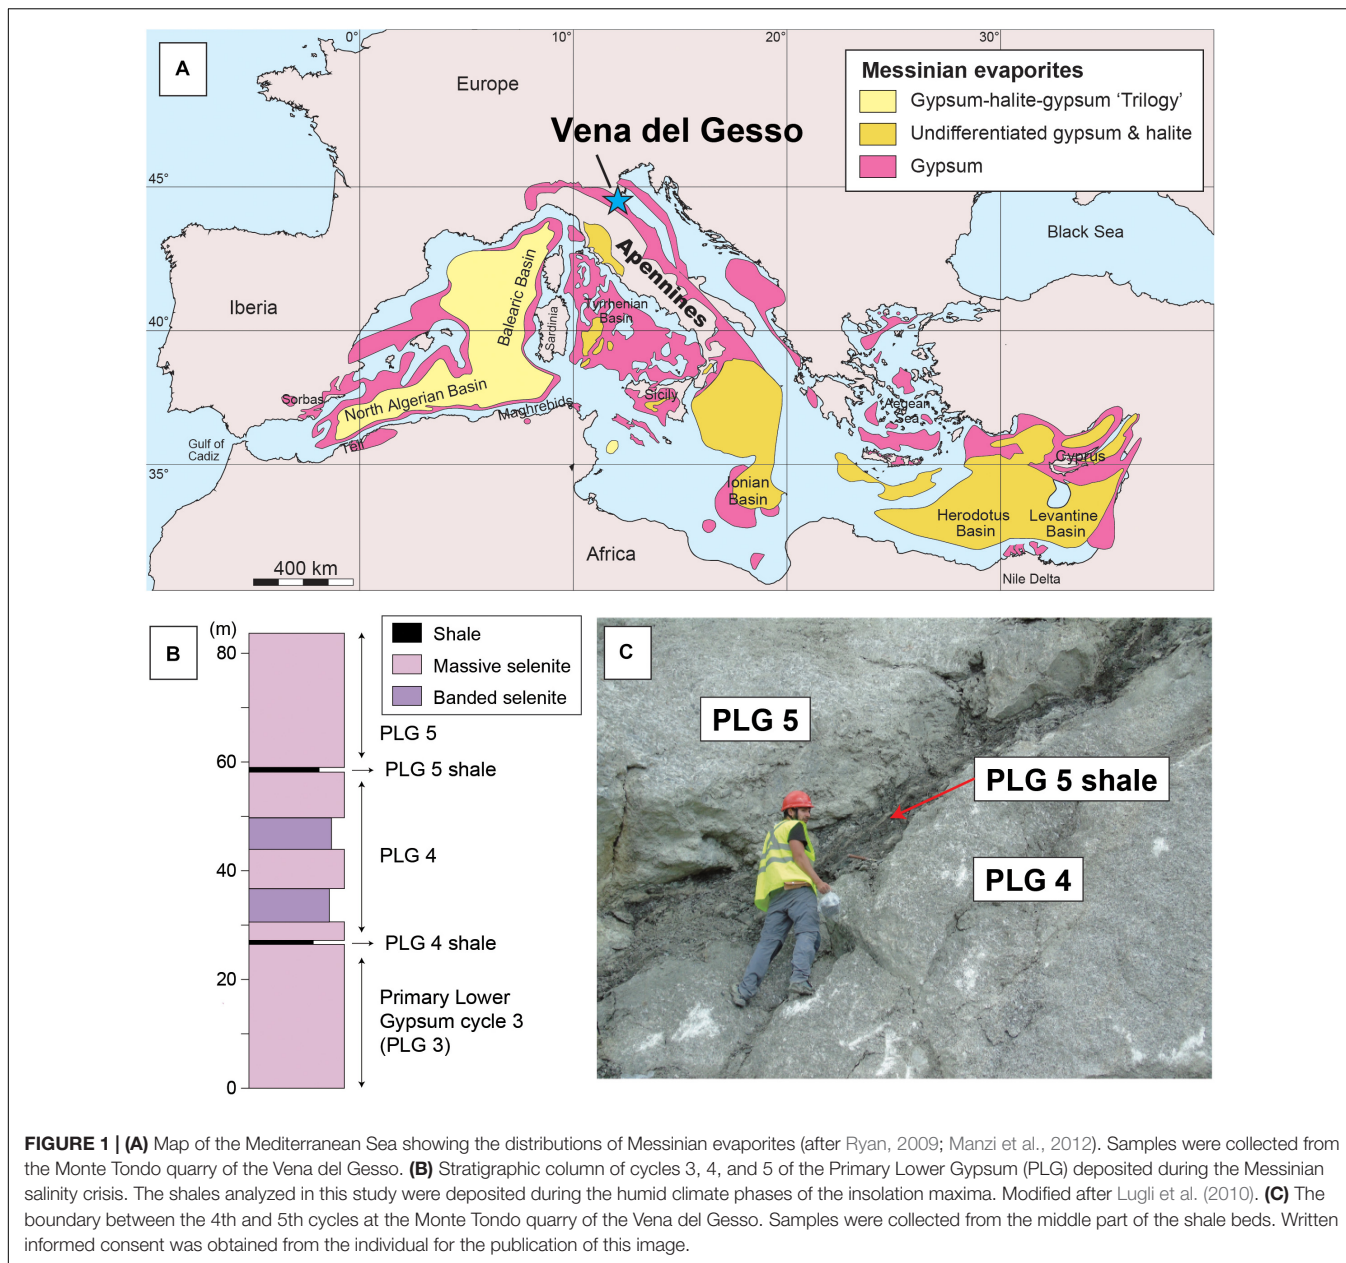 A
0°
10°
20°
30°
Europe
Messinian evaporites
Gypsum-halite-gypsum ‘Trilogy’
Undifferentiated gypsum & halite
Gypsum
Vena del Gesso
45°
Black Sea
Apennines
Iberia
Balearic Basin
Sardinia
Tyrrhenian
Basin
40°
Sorbas
North Algerian Basin
Maghrebids
Sicily
Aegean
Sea
Gulf of
Cadiz
Tell
Cyprus
35°
Ionian
Basin
Herodotus
Basin
Levantine
Basin
Africa
400 km
Nile Delta
B
(m)
80
60
40
20
0
Shale
Massive selenite
Banded selenite
PLG 5
PLG 5 shale
PLG 4
PLG 4 shale
Primary Lower
Gypsum cycle 3
(PLG 3)
C
PLG 5
PLG 5 shale
PLG 4
FIGURE 1 | (A) Map of the Mediterranean Sea showing the distributions of Messinian evaporites (after Ryan, 2009; Manzi et al., 2012). Samples were collected from
the Monte Tondo quarry of the Vena del Gesso. (B) Stratigraphic column of cycles 3, 4, and 5 of the Primary Lower Gypsum (PLG) deposited during the Messinian
salinity crisis. The shales analyzed in this study were deposited during the humid climate phases of the insolation maxima. Modified after Lugli et al. (2010). (C) The
boundary between the 4th and 5th cycles at the Monte Tondo quarry of the Vena del Gesso. Samples were collected from the middle part of the shale beds. Written
informed consent was obtained from the individual for the publication of this image.